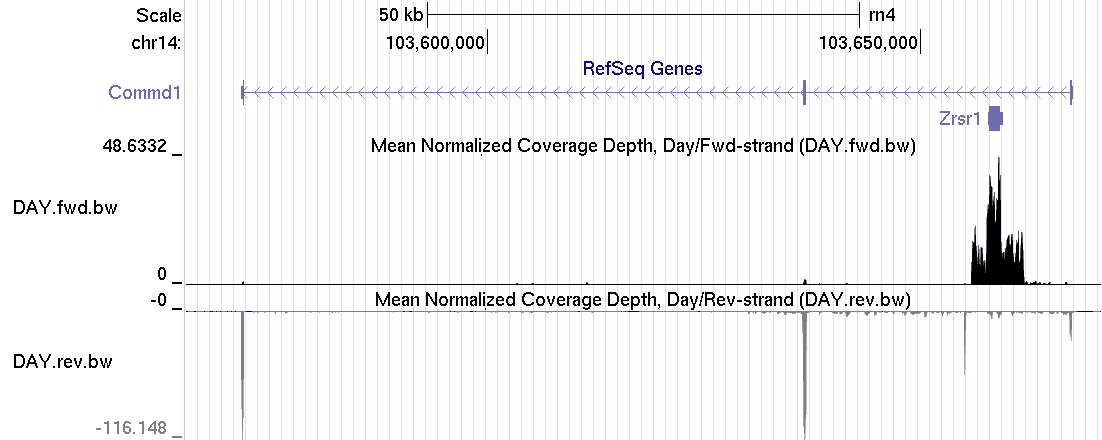 Scale 50 kb rn4
chr14: 103,600,000 103,650,000
RefSeq Genes
Commd1
Zrsr1
48.6332 _ Mean Normalized Coverage Depth, Day/Fwd-strand (DAY.fwd.bw)
DAY.fwd.bw
0 _
-0 _ Mean Normalized Coverage Depth, Day/Rev-strand (DAY.rev.bw)
DAY.rev.bw
-116.148 _